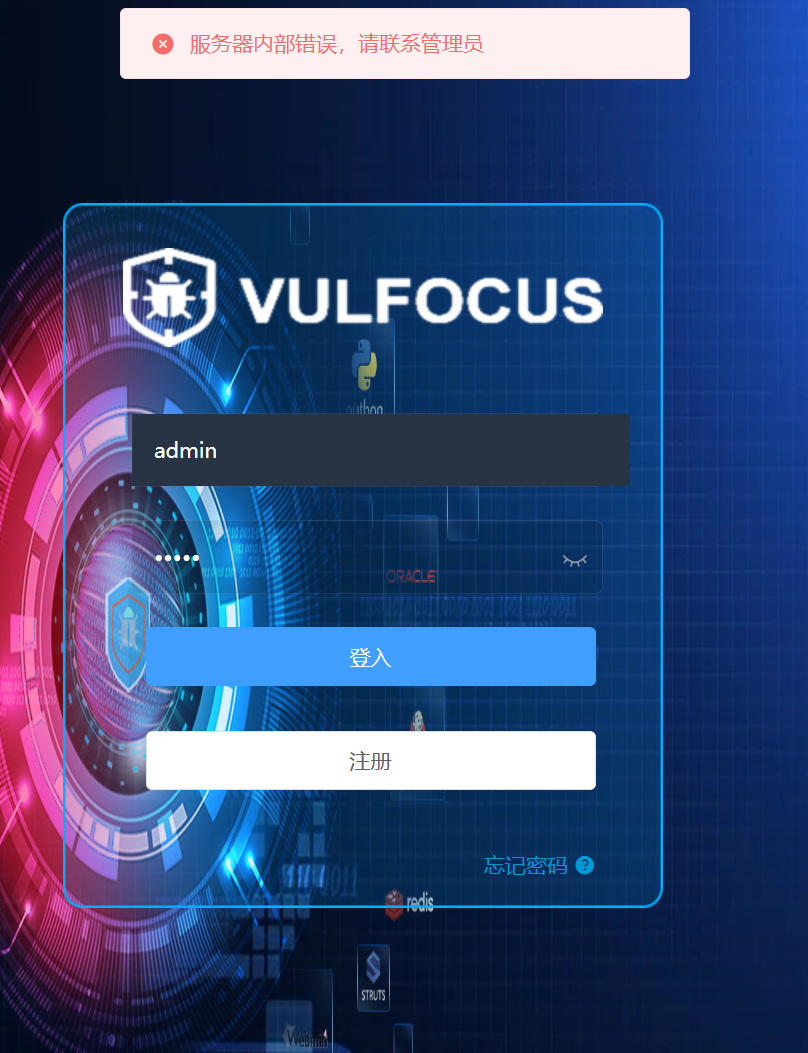 服务器内部错误，请联系管理员
VULFOCUS
python
admin
ORACLE
登入
注册
忘记密码
redis
STRUTS
Webmin